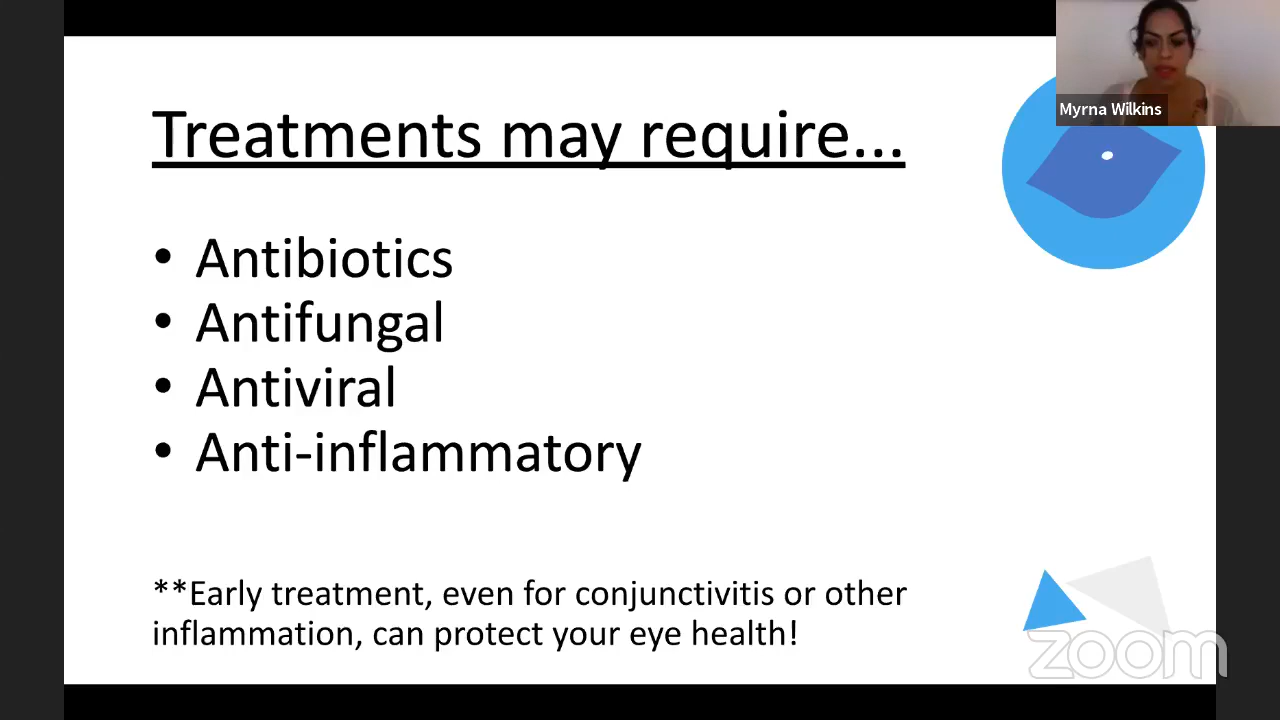 Myrna Wilkins
Treatments may require...
• Antibiotics
• Antifungal
• Antiviral
• Anti-inflammatory
**Early treatment, even for conjunctivitis or other
inflammation, can protect your eye health!
zoom